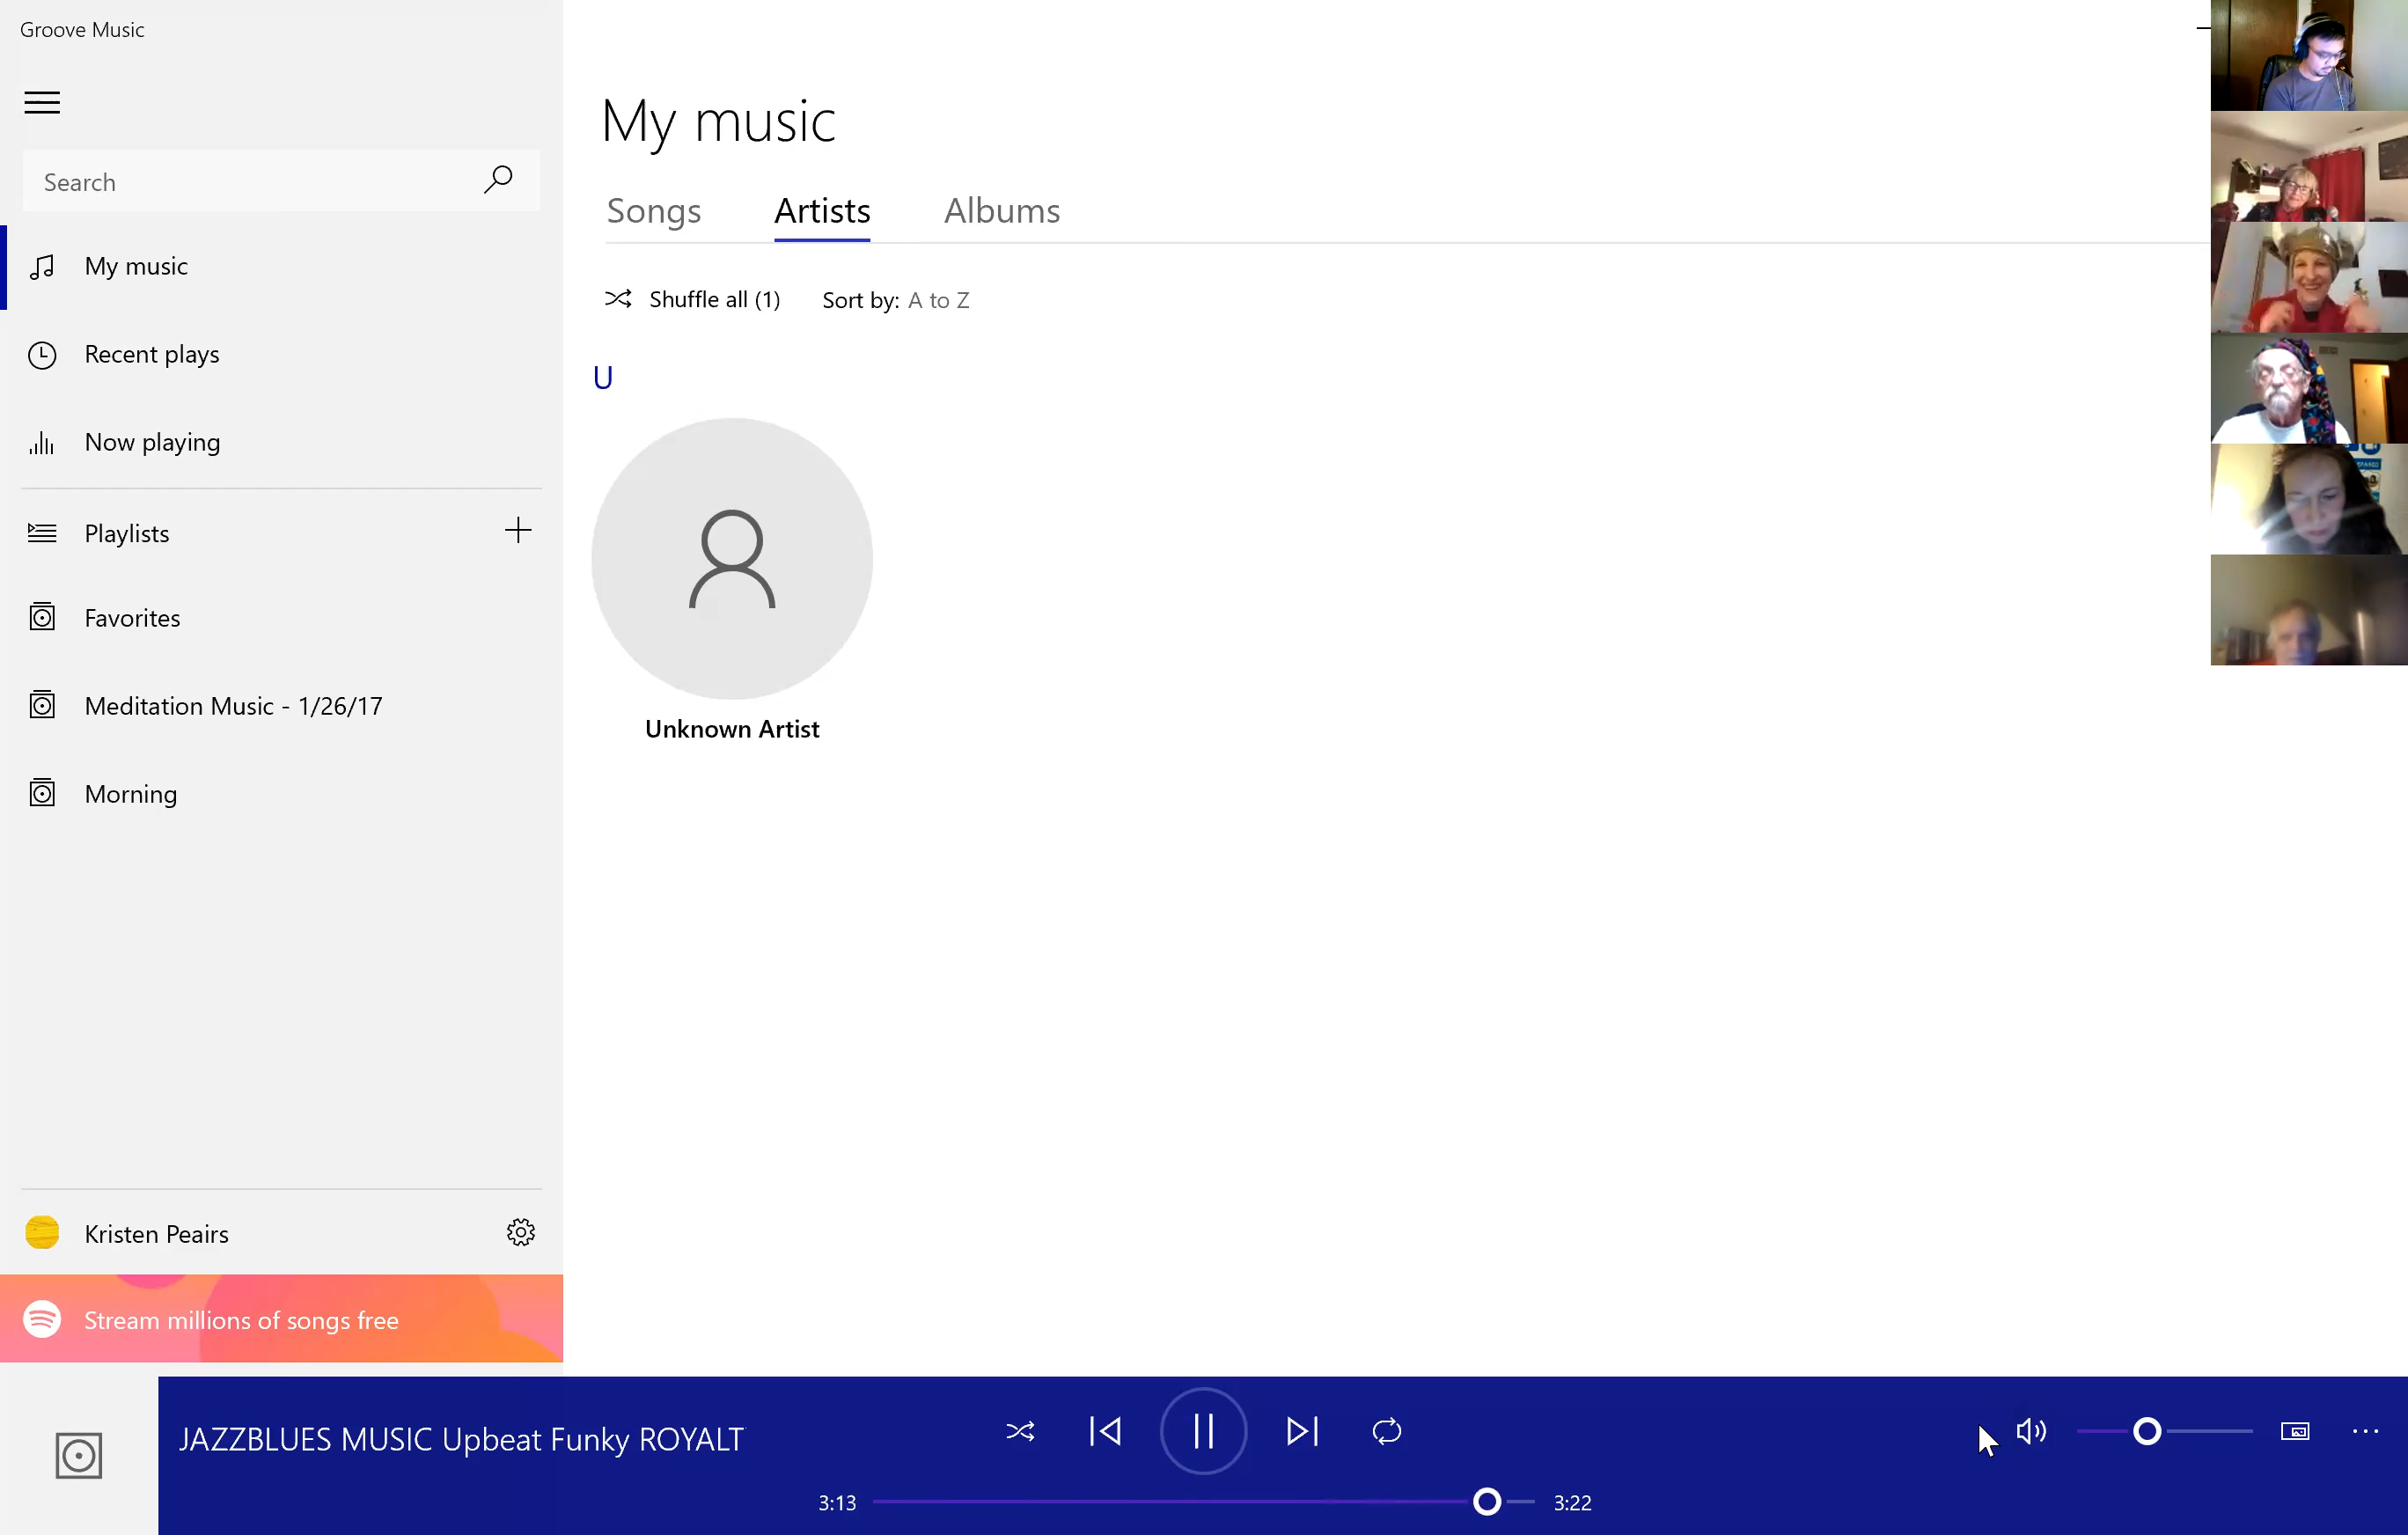 Groove Music
Search
My music
Recent plays
Now playing
Playlists
Favorites
Meditation Music - 1/26/17
Morning
Kristen Peairs
Stream millions of songs free
My music
Songs Artists Albums
Shuffle all (1) Sort by: A to Z
U
Unknown Artist
JAZZBLUES MUSIC Upbeat Funky ROYALT
3:13
3:22